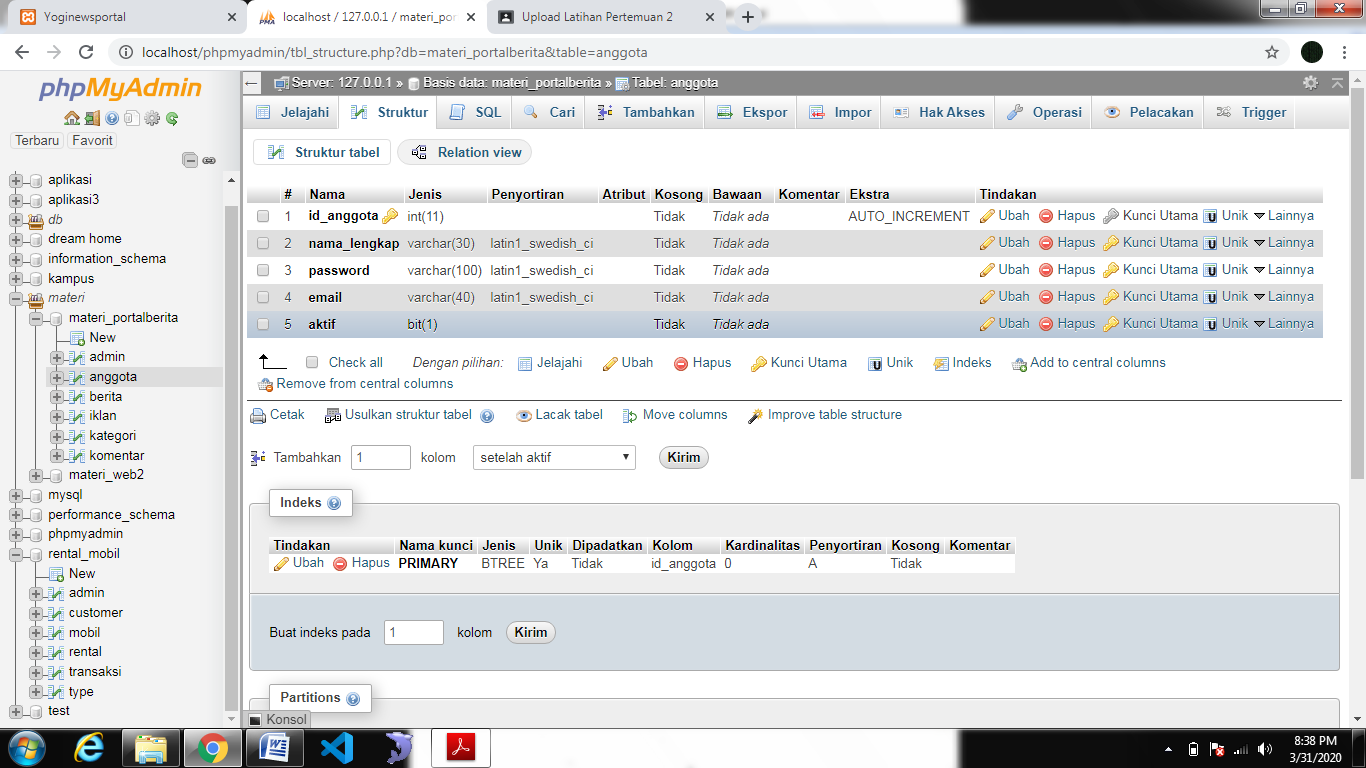 Yoginewsportal
localhost / 127.0.0.1 / materi_por
Upload Latihan Pertemuan 2
localhost/phpmyadmin/tbl_structure.php?db=materi_portalberita&table=anggota
phpMyAdmin
Terbaru Favorit
aplikasi
aplikasi3
db
dream home
information_schema
kampus
materi
materi_portalberita
New
admin
anggota
berita
iklan
kategori
komentar
materi_web2
mysql
performance_schema
phpmyadmin
rental_mobil
New
admin
customer
mobil
rental
transaksi
type
test
Server: 127.0.0.1 » Basis data: materi_portalberita » Tabel: anggota
Jelajahi Struktur SQL Cari Tambahkan Ekspor Impor Hak Akses Operasi Pelacakan Trigger
Struktur tabel Relation view
# Nama Jenis Penyortiran Atribut Kosong Bawaan Komentar Ekstra Tindakan
1 id_anggota int(11) Tidak Tidak ada AUTO_INCREMENT Ubah Hapus Kunci Utama Unik Lainnya
2 nama_lengkap varchar(30) latin1_swedish_ci Tidak Tidak ada Ubah Hapus Kunci Utama Unik Lainnya
3 password varchar(100) latin1_swedish_ci Tidak Tidak ada Ubah Hapus Kunci Utama Unik Lainnya
4 email varchar(40) latin1_swedish_ci Tidak Tidak ada Ubah Hapus Kunci Utama Unik Lainnya
5 aktif bit(1) Tidak Tidak ada Ubah Hapus Kunci Utama Unik Lainnya
Check all Dengan pilihan: Jelajahi Ubah Hapus Kunci Utama Unik Indeks Add to central columns
Remove from central columns
Cetak Usulkan struktur tabel Lacak tabel Move columns Improve table structure
Tambahkan 1 kolom setelah aktif Kirim
Indeks
Tindakan Nama kunci Jenis Unik Dipadatkan Kolom Kardinalitas Penyortiran Kosong Komentar
Ubah Hapus PRIMARY BTREE Ya Tidak id_anggota 0 A Tidak
Buat indeks pada 1 kolom Kirim
Partitions
Konsol
8:38 PM
3/31/2020